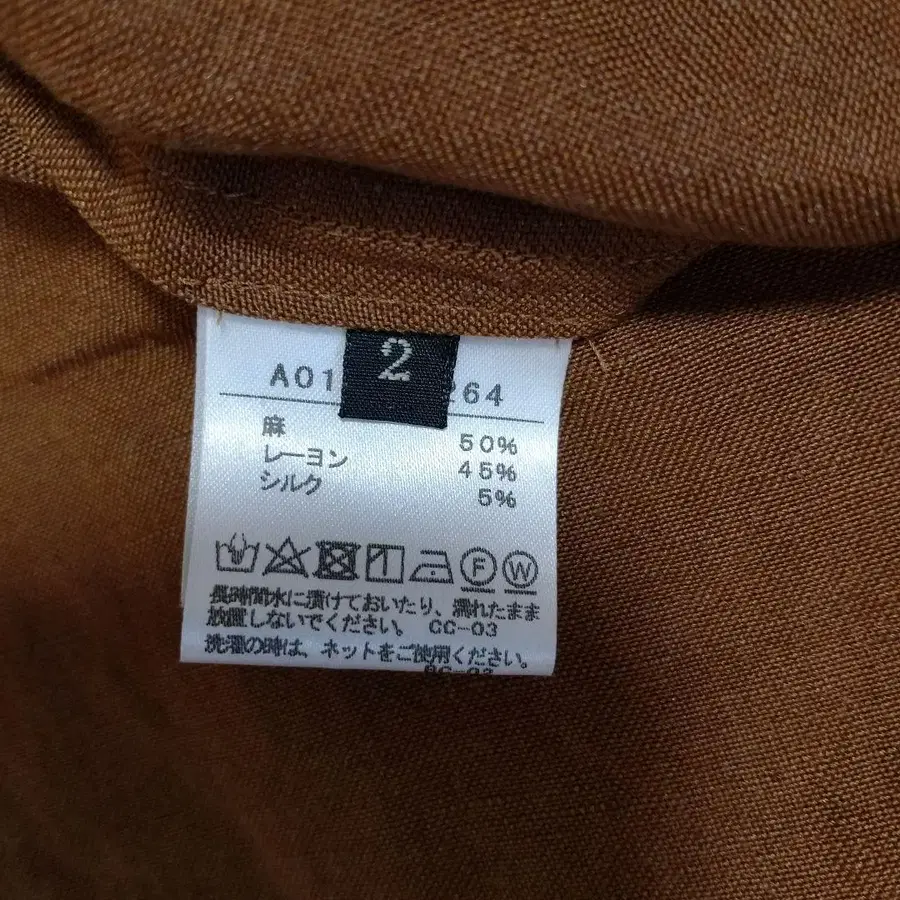 2
A01 264
麻 50%
レーヨン 45%
シルク 5%
F W
長時間水に漬けておいたり、濡れたまま
放置しないでください。 CC-03
洗濯の時は、ネットをご使用ください。